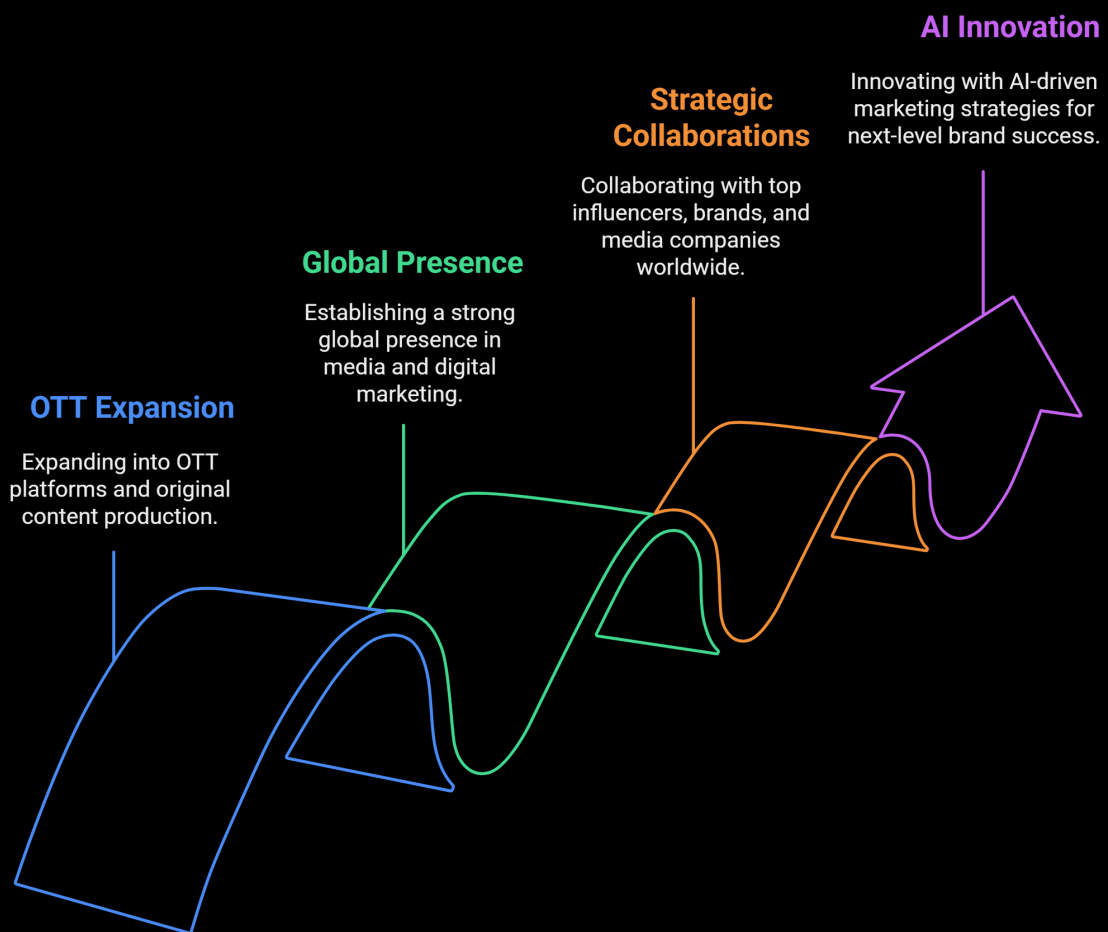 OTT Expansion
Expanding into OTT
platforms and original
content production.
Global Presence
Establishing a strong
global presence in
media and digital
marketing.
Strategic
Collaborations
Collaborating with top
influencers, brands, and
media companies
worldwide.
AI Innovation
Innovating with AI-driven
marketing strategies for
next-level brand success.